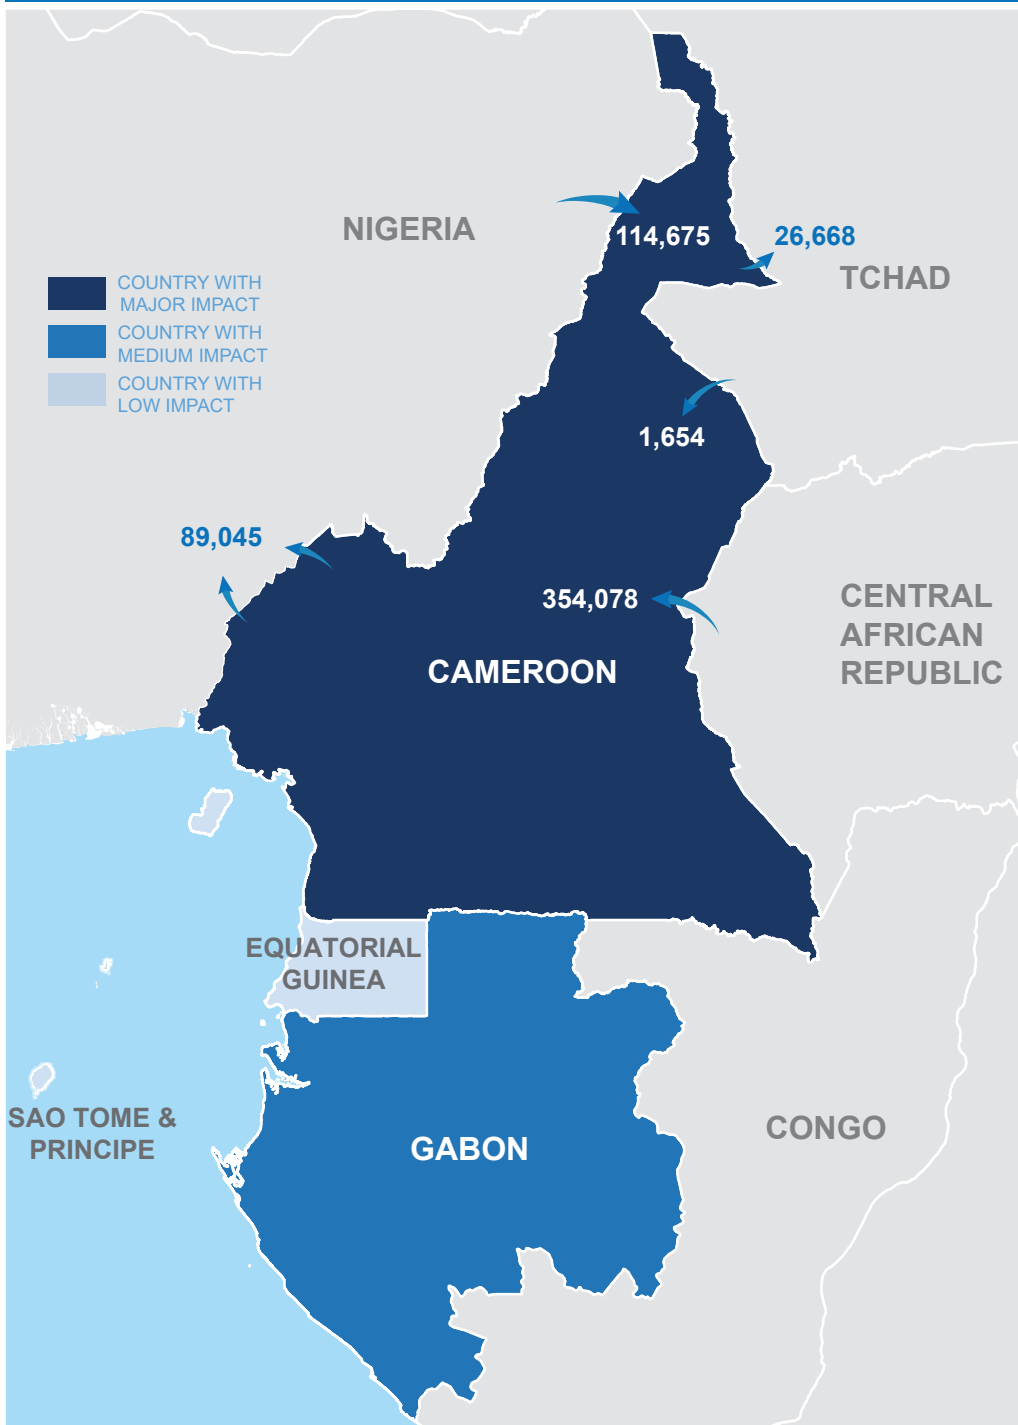 NIGERIA
114,675
26,668
TCHAD
COUNTRY WITH
MAJOR IMPACT
COUNTRY WITH
MEDIUM IMPACT
COUNTRY WITH
LOW IMPACT
1,654
89,045
354,078
CENTRAL
AFRICAN
REPUBLIC
CAMEROON
EQUATORIAL
GUINEA
SAO TOME &
PRINCIPE
GABON
CONGO